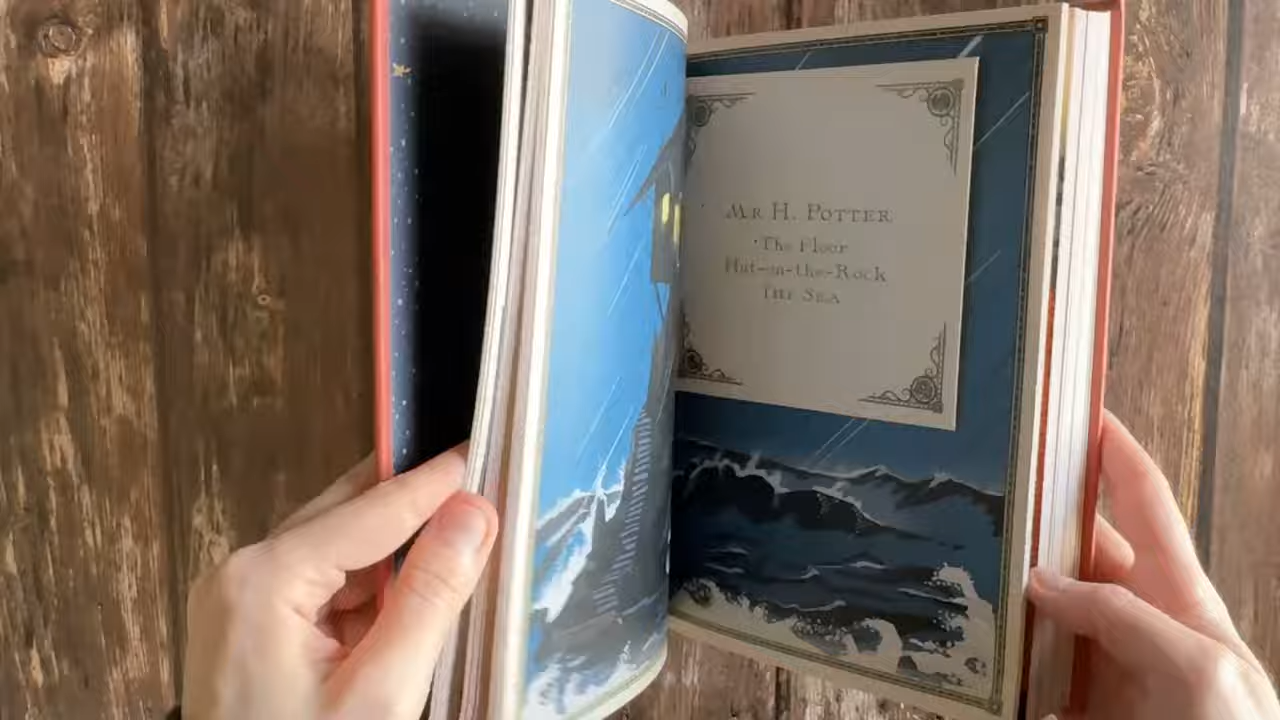 Mr H. Potter
The Floor
Hut-on-the-Rock
The Sea